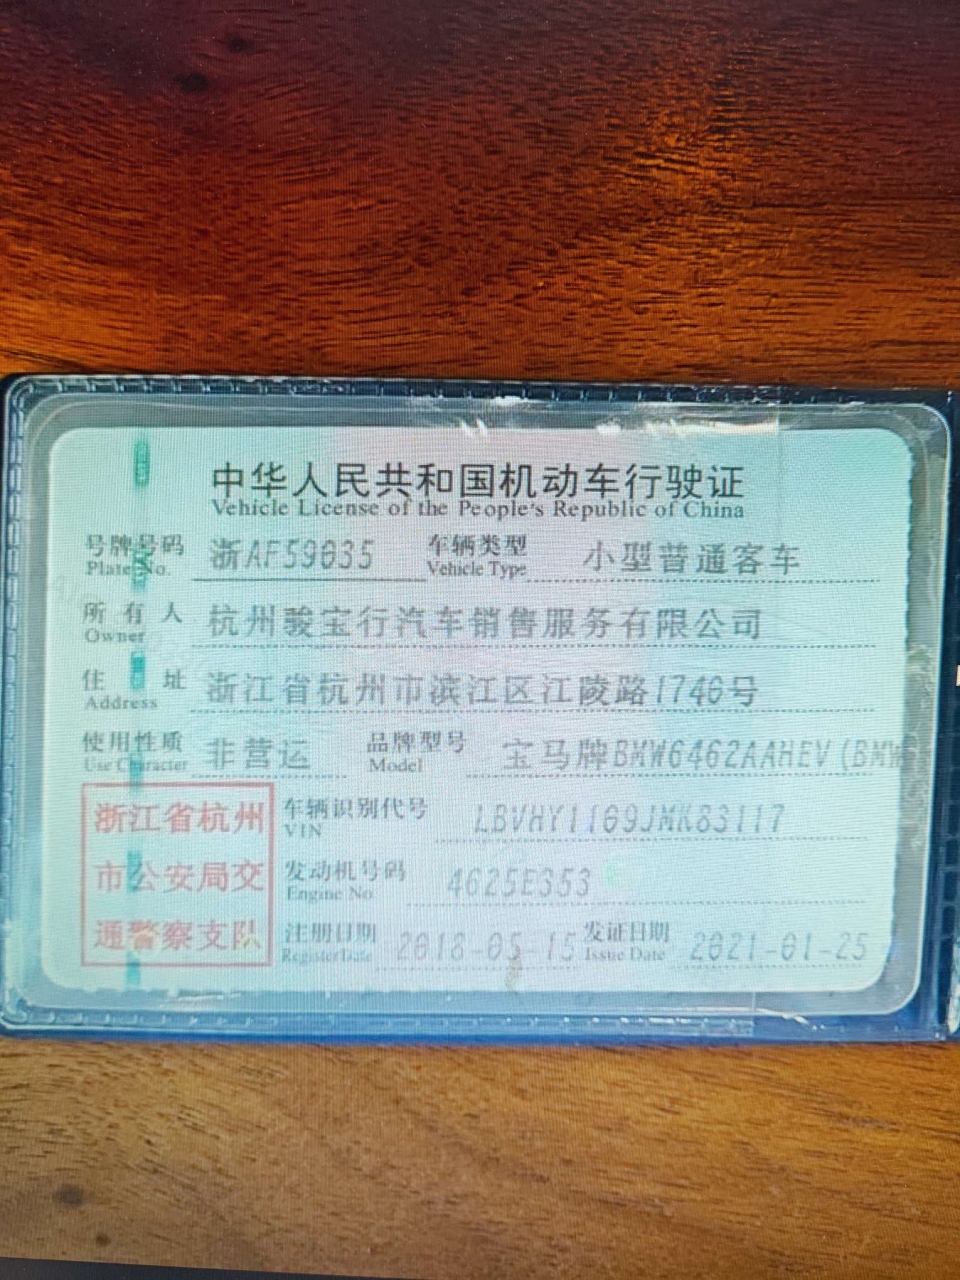 中华人民共和国机动车行驶证
Vehicle License of the People's Republic of China
号牌号码 浙AF59035 车辆类型 小型普通客车
Plate No. Vehicle Type
所有人 杭州骏宝行汽车销售服务有限公司
Owner
住址 浙江省杭州市滨江区江陵路1746号
Address
使用性质 非营运 品牌型号 宝马牌BMW6462AAHEV(BMW
Use Character Model
浙江省杭州
市公安局交
通警察支队
车辆识别代号 LBVHY1169JMK83117
VIN
发动机号码 4625E353
Engine No.
注册日期 2018-05-15 发证日期 2021-01-25
Register Date Issue Date